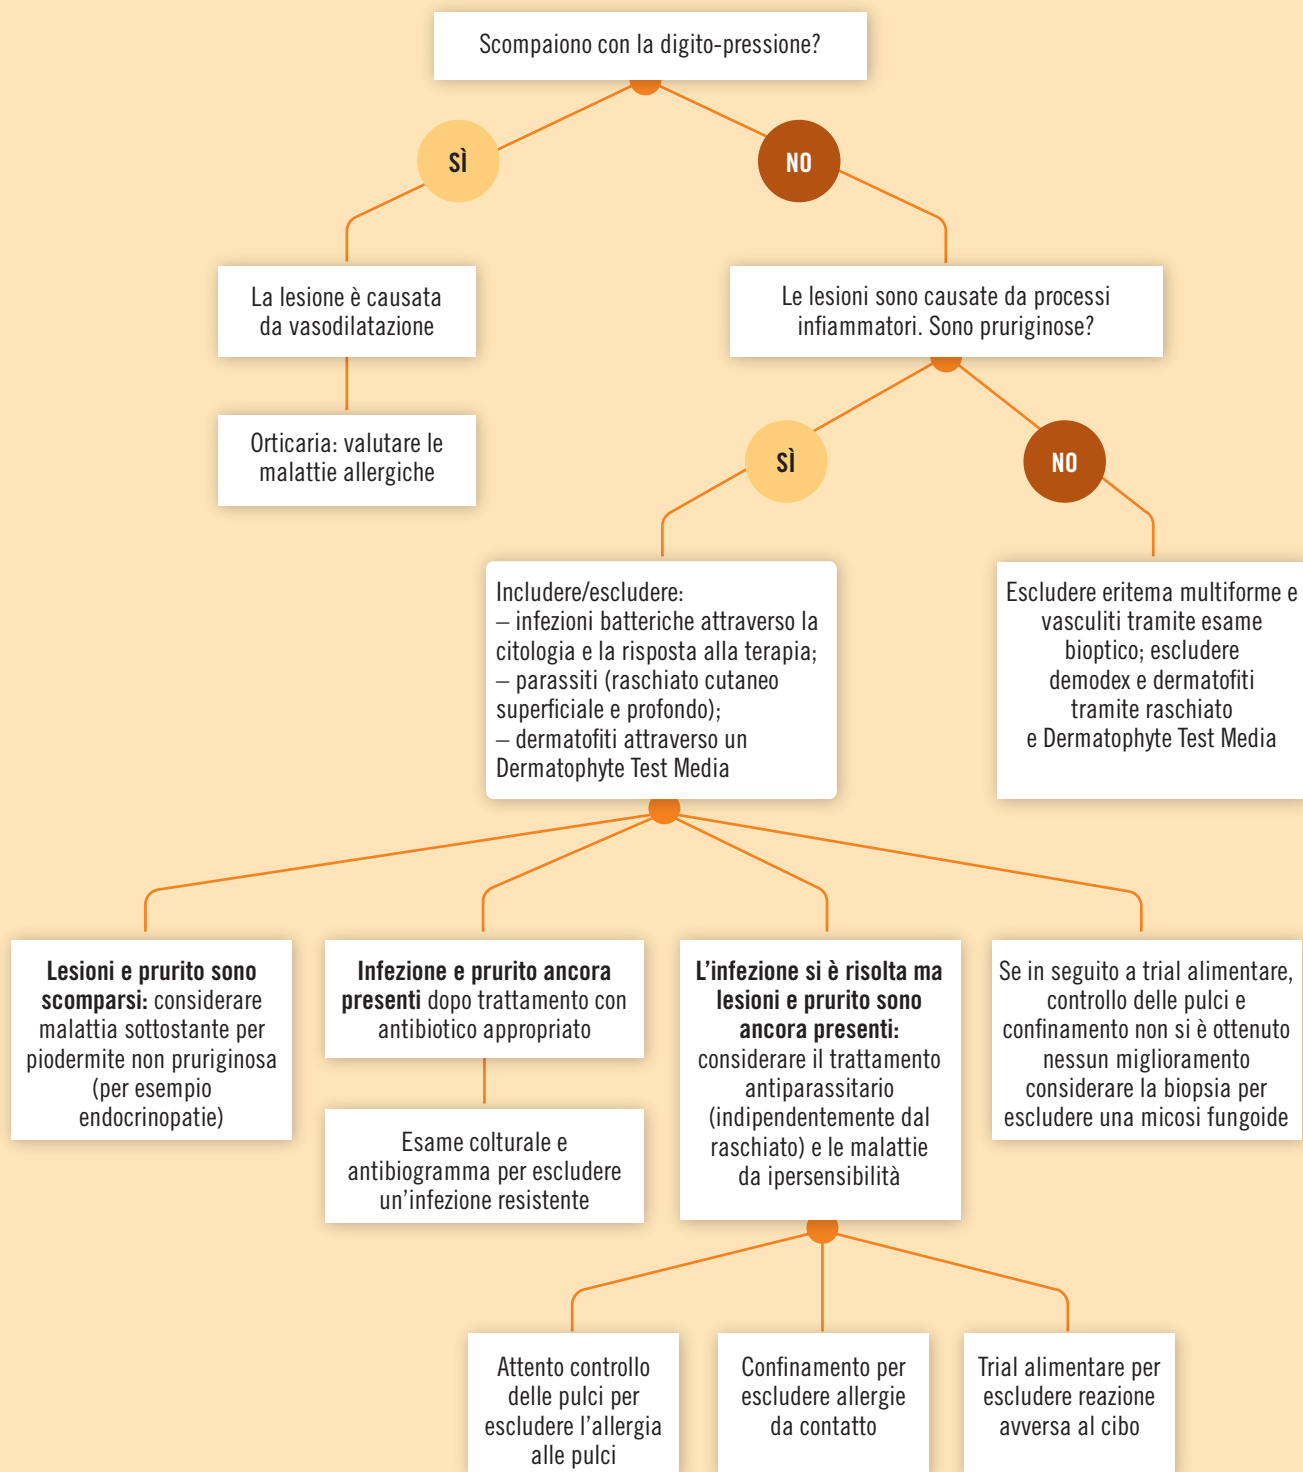 Scompaiono con la digito-pressione?
SÌ
NO
La lesione è causata
da vasodilatazione
Le lesioni sono causate da processi
infiammatori. Sono pruriginose?
Orticaria: valutare le
malattie allergiche
SÌ
NO
Includere/escludere:
– infezioni batteriche attraverso la
citologia e la risposta alla terapia;
– parassiti (raschiato cutaneo
superficiale e profondo);
– dermatofiti attraverso un
Dermatophyte Test Media
Escludere eritema multiforme e
vasculiti tramite esame
bioptico; escludere
demodex e dermatofiti
tramite raschiato
e Dermatophyte Test Media
Lesioni e prurito sono
scomparsi: considerare
malattia sottostante per
piodermite non pruriginosa
(per esempio
endocrinopatie)
Infezione e prurito ancora
presenti dopo trattamento con
antibiotico appropriato
Esame colturale e
antibiogramma per escludere
un’infezione resistente
L’infezione si è risolta ma
lesioni e prurito sono
ancora presenti:
considerare il trattamento
antiparassitario
(indipendentemente dal
raschiato) e le malattie
da ipersensibilità
Se in seguito a trial alimentare,
controllo delle pulci e
confinamento non si è ottenuto
nessun miglioramento
considerare la biopsia per
escludere una micosi fungoide
Attento controllo
delle pulci per
escludere l’allergia
alle pulci
Confinamento per
escludere allergie
da contatto
Trial alimentare per
escludere reazione
avversa al cibo